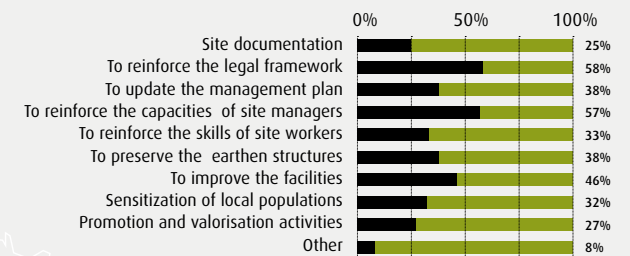 0% 50% 100%
Site documentation 25%
To reinforce the legal framework 58%
To update the management plan 38%
To reinforce the capacities of site managers 57%
To reinforce the skills of site workers 33%
To preserve the earthen structures 38%
To improve the facilities 46%
Sensitization of local populations 32%
Promotion and valorisation activities 27%
Other 8%